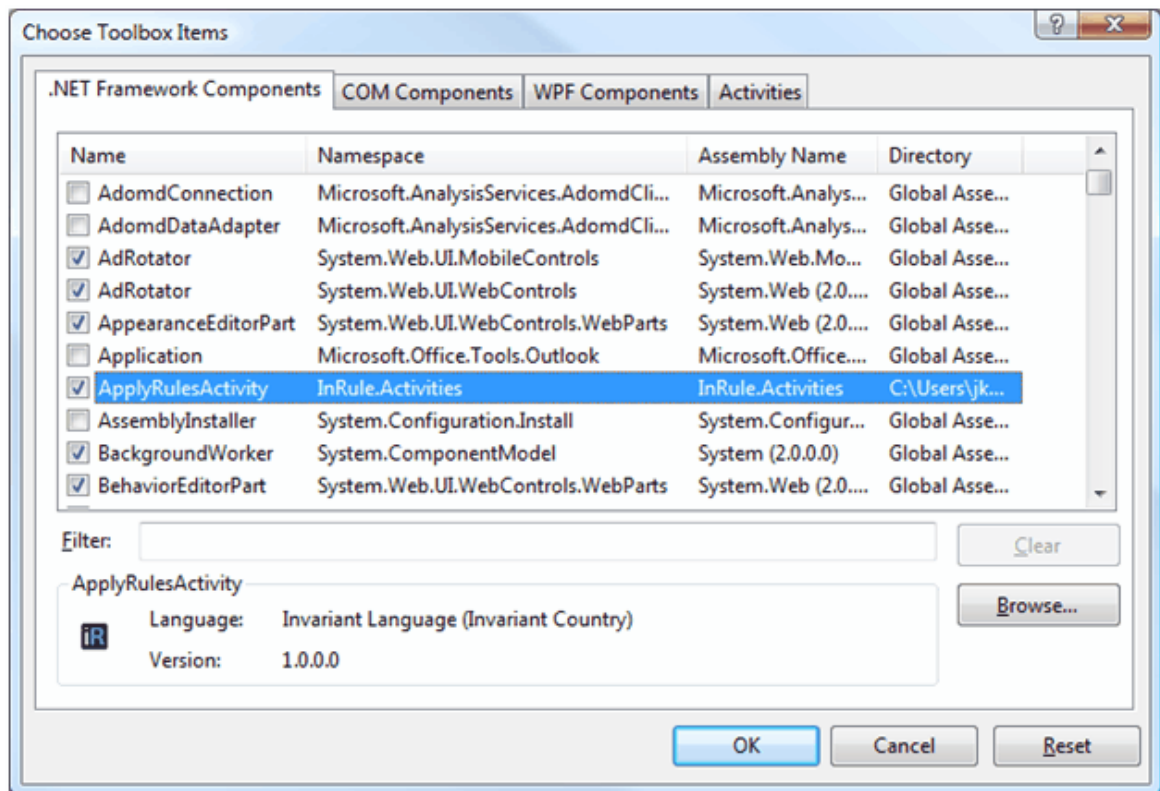 Choose Toolbox Items
.NET Framework Components COM Components WPF Components Activities
Name Namespace Assembly Name Directory
AdomdConnection Microsoft.AnalysisServices.AdomdCli... Microsoft.Analys... Global Asse...
AdomdDataAdapter Microsoft.AnalysisServices.AdomdCli... Microsoft.Analys... Global Asse...
AdRotator System.Web.UI.MobileControls System.Web.Mo... Global Asse...
AdRotator System.Web.UI.WebControls System.Web (2.0.... Global Asse...
AppearanceEditorPart System.Web.UI.WebControls.WebParts System.Web (2.0.... Global Asse...
Application Microsoft.Office.Tools.Outlook Microsoft.Office.... Global Asse...
ApplyRulesActivity InRule.Activities InRule.Activities C:\Users\jk...
AssemblyInstaller System.Configuration.Install System.Configur... Global Asse...
BackgroundWorker System.ComponentModel System (2.0.0.0) Global Asse...
BehaviorEditorPart System.Web.UI.WebControls.WebParts System.Web (2.0.... Global Asse...
Filter: Clear
ApplyRulesActivity
Browse...
iR Language: Invariant Language (Invariant Country)
Version: 1.0.0.0
OK Cancel Reset